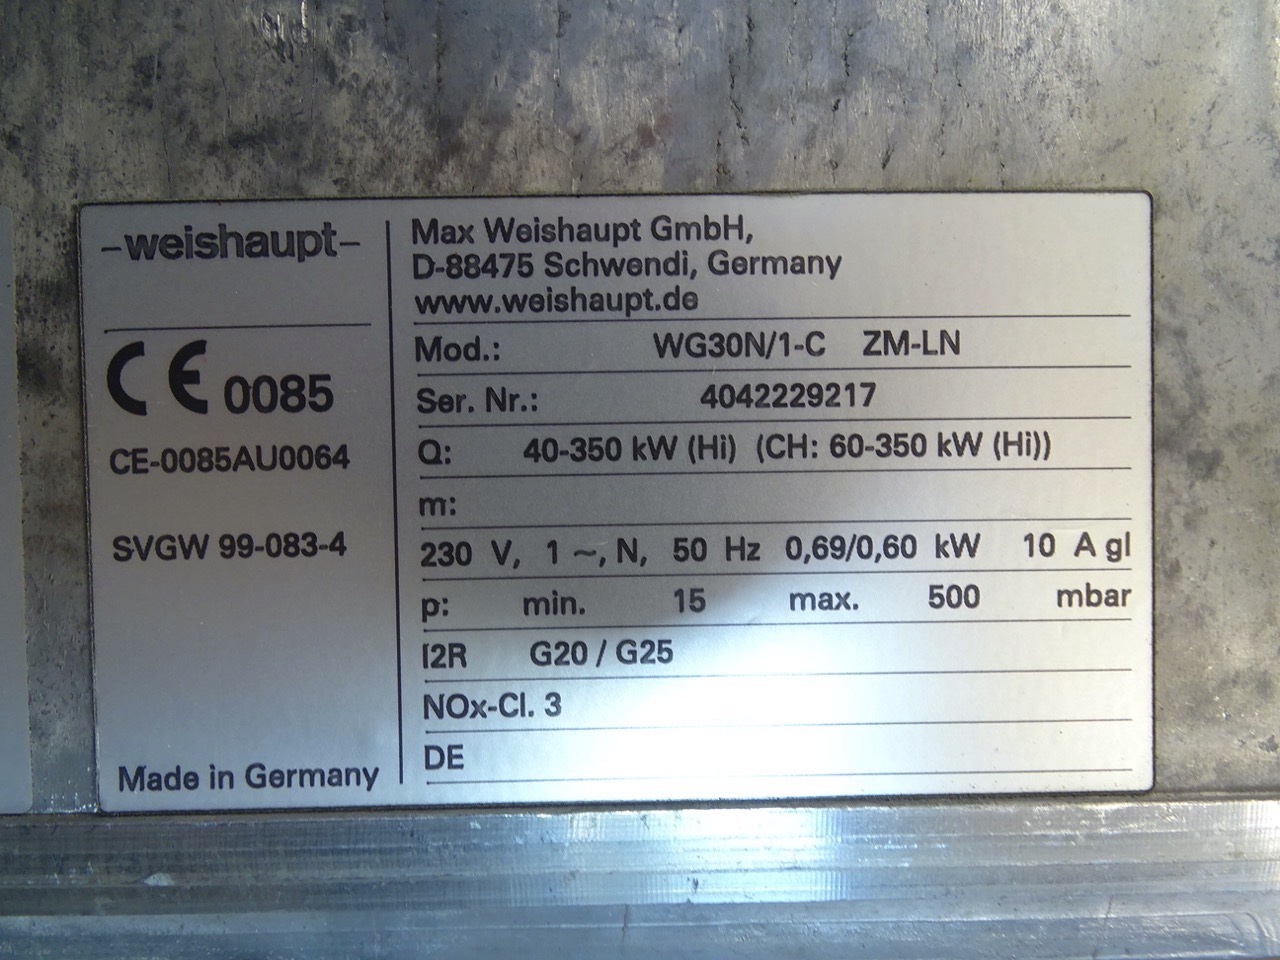 -weishaupt-
CE 0085
CE-0085AU0064
SVGW 99-083-4
Made in Germany
Max Weishaupt GmbH,
D-88475 Schwendi, Germany
www.weishaupt.de
Mod.: WG30N/1-C ZM-LN
Ser. Nr.: 4042229217
Q: 40-350 kW (Hi) (CH: 60-350 kW (Hi))
m:
230 V, 1 ~, N, 50 Hz 0,69/0,60 kW 10 A gl
p: min. 15 max. 500 mbar
I2R G20 / G25
NOx-Cl. 3
DE